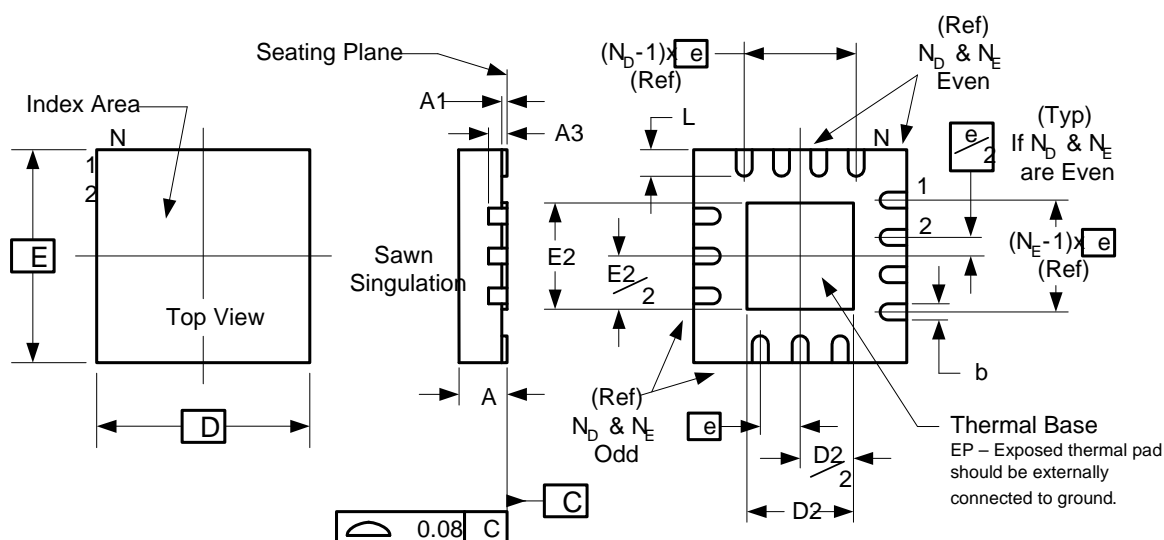 Seating Plane
Index Area
N
1
2
E
Top View
D
A1
A3
Sawn
Singulation
A
C
0.08 C
(N_D-1)x e
(Ref)
L
(Ref)
N_D & N_E
Even
N
e/2
(Typ)
If N_D & N_E
are Even
1
2
(N_E-1)x e
(Ref)
E2
E2/2
b
(Ref)
N_D & N_E
Odd
e
D2/2
D2
Thermal Base
EP – Exposed thermal pad
should be externally
connected to ground.